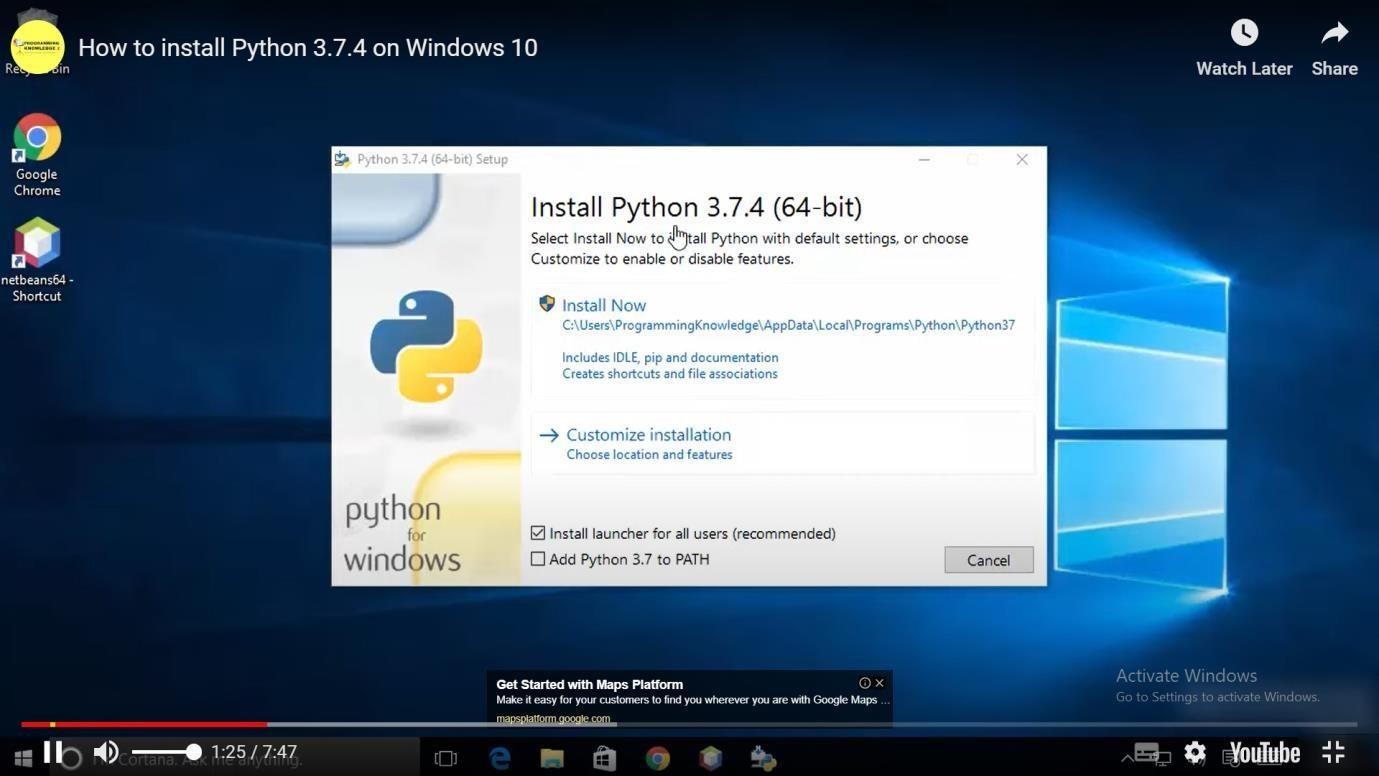 How to install Python 3.7.4 on Windows 10
Watch Later
Share
Google
Chrome
netbeans64 -
Shortcut
Python 3.7.4 (64-bit) Setup
Install Python 3.7.4 (64-bit)
Select Install Now to install Python with default settings, or choose
Customize to enable or disable features.
Install Now
C:\Users\ProgrammingKnowledge\AppData\Local\Programs\Python\Python37
Includes IDLE, pip and documentation
Creates shortcuts and file associations
Customize installation
Choose location and features
python
for
windows
Install launcher for all users (recommended)
Add Python 3.7 to PATH
Cancel
Get Started with Maps Platform
Make it easy for your customers to find you wherever you are with Google Maps ...
mapsplatform.google.com
Activate Windows
Go to Settings to activate Windows.
1:25 / 7:47
Cortana. Ask me anything.
YouTube